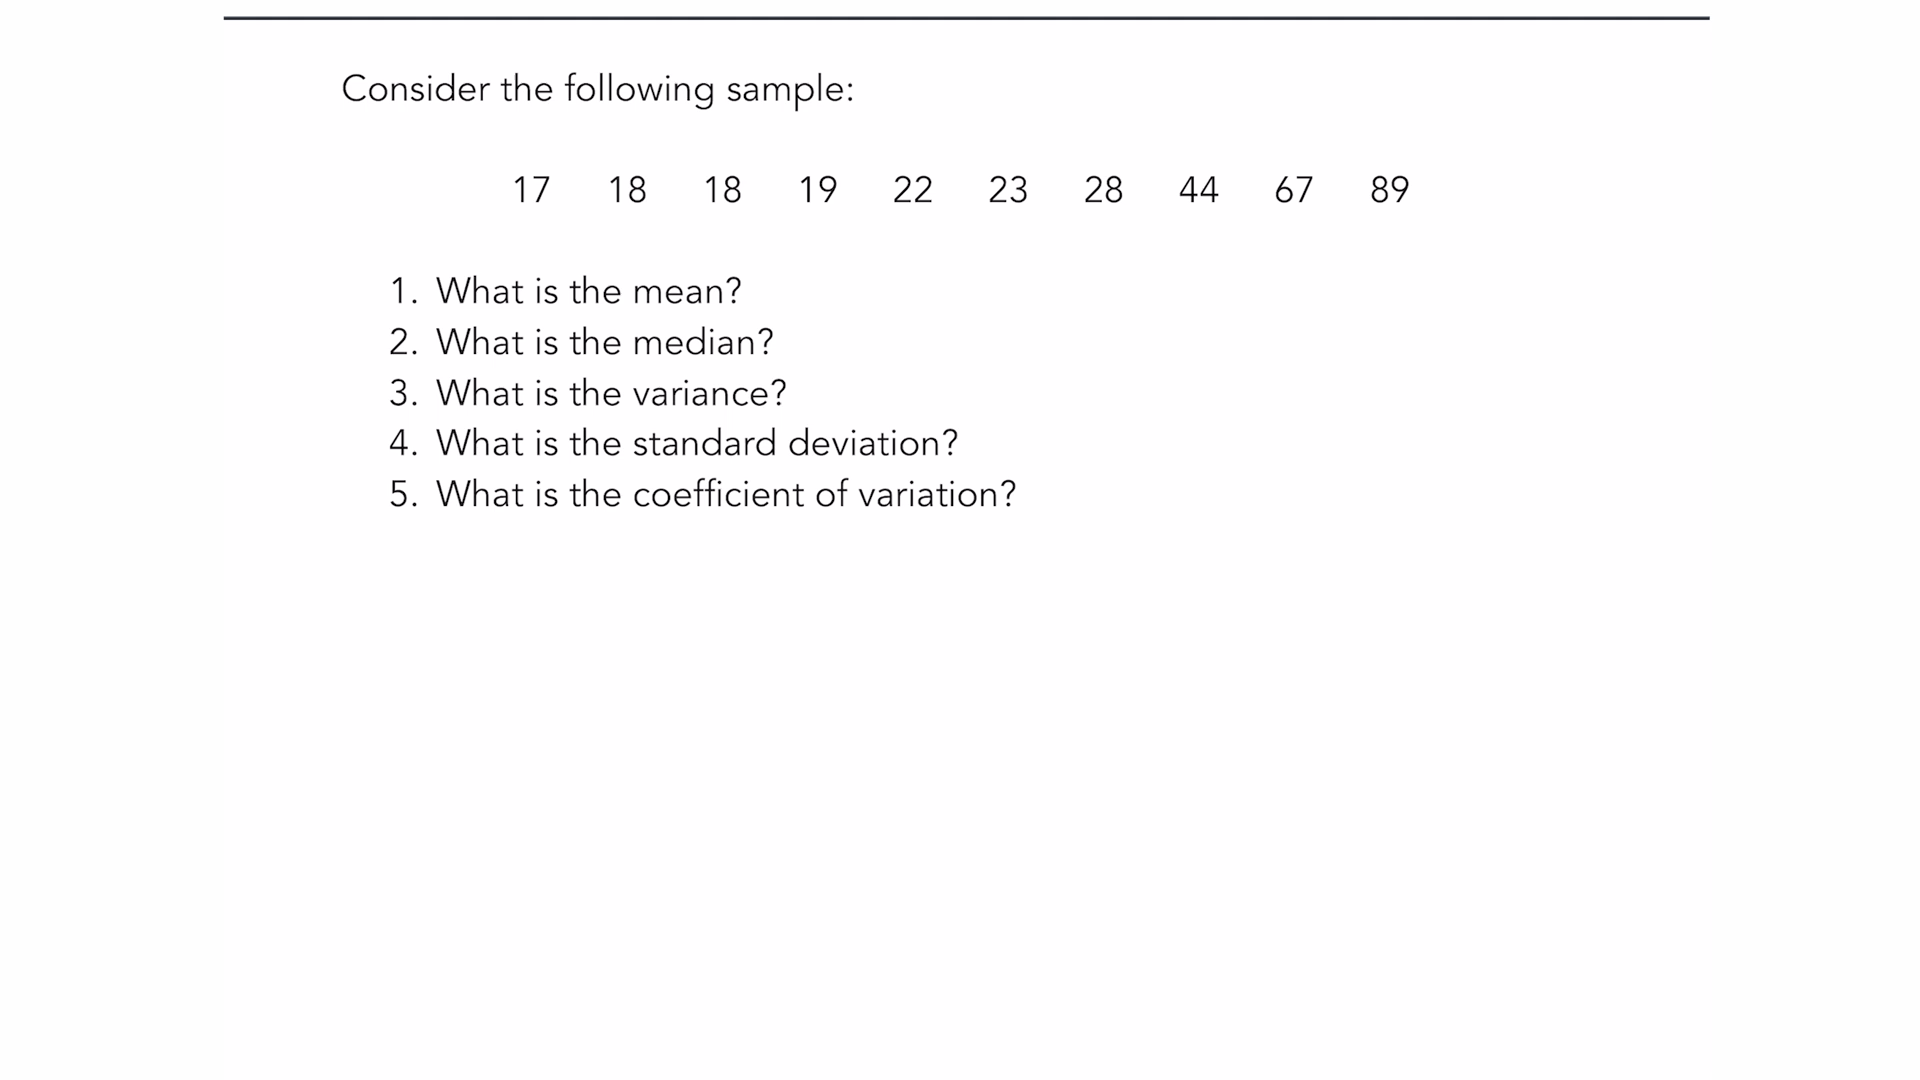 Consider the following sample:
17 18 18 19 22 23 28 44 67 89
1. What is the mean?
2. What is the median?
3. What is the variance?
4. What is the standard deviation?
5. What is the coefficient of variation?